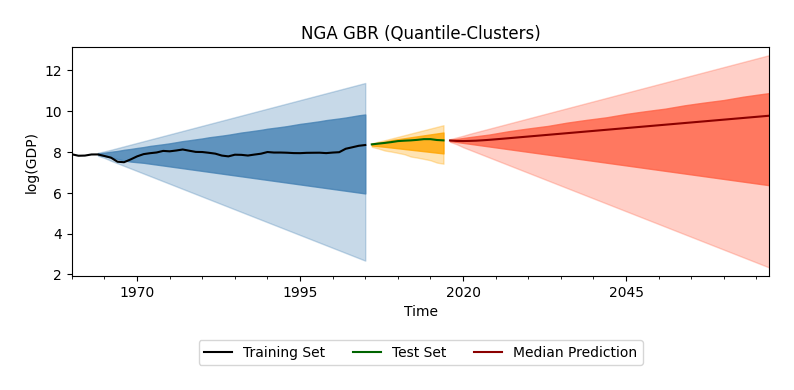 NGA GBR (Quantile-Clusters)
log(GDP)
12
10
8
6
4
2
1970 1995 2020 2045
Time
Training Set Test Set Median Prediction